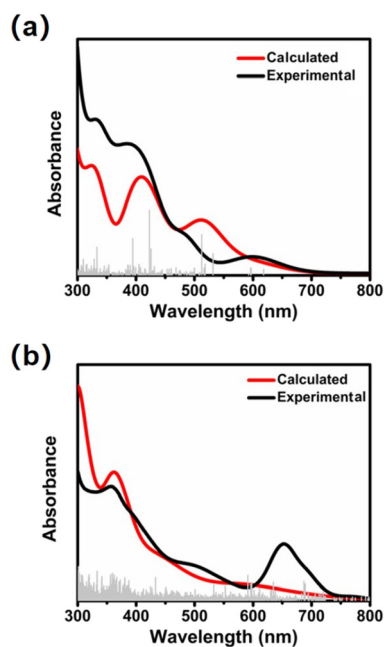 (a)
Calculated
Experimental
Absorbance
300 400 500 600 700 800
Wavelength (nm)
(b)
Calculated
Experimental
Absorbance
300 400 500 600 700 800
Wavelength (nm)